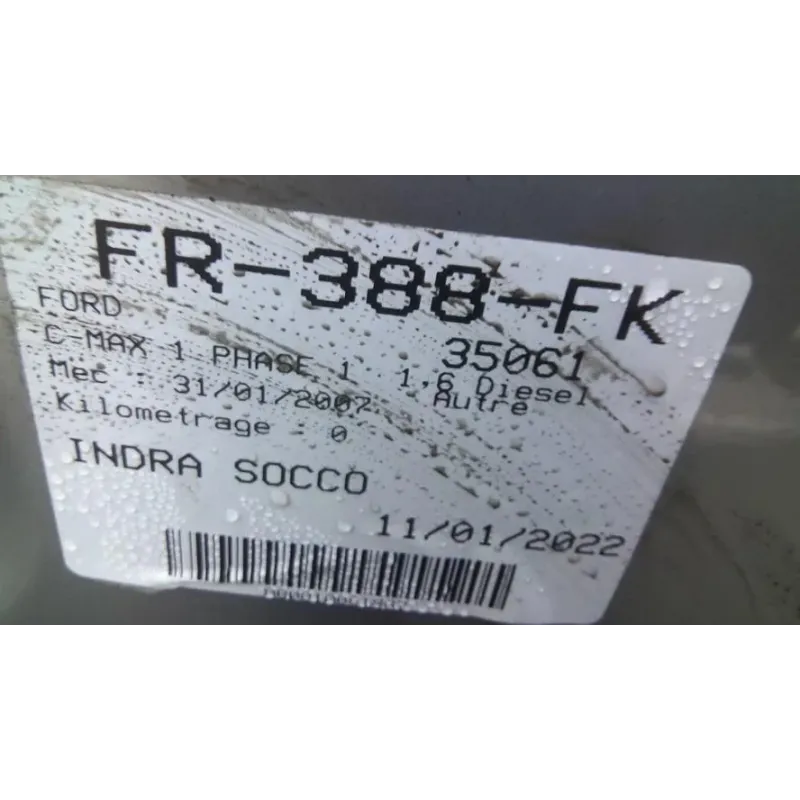 FR-388-FK
FORD 35061
C-MAX 1 PHASE 1 1.6 Diesel
Mec : 31/01/2007 Autre
Kilometrage : 0
INDRA SOCCO
11/01/2022